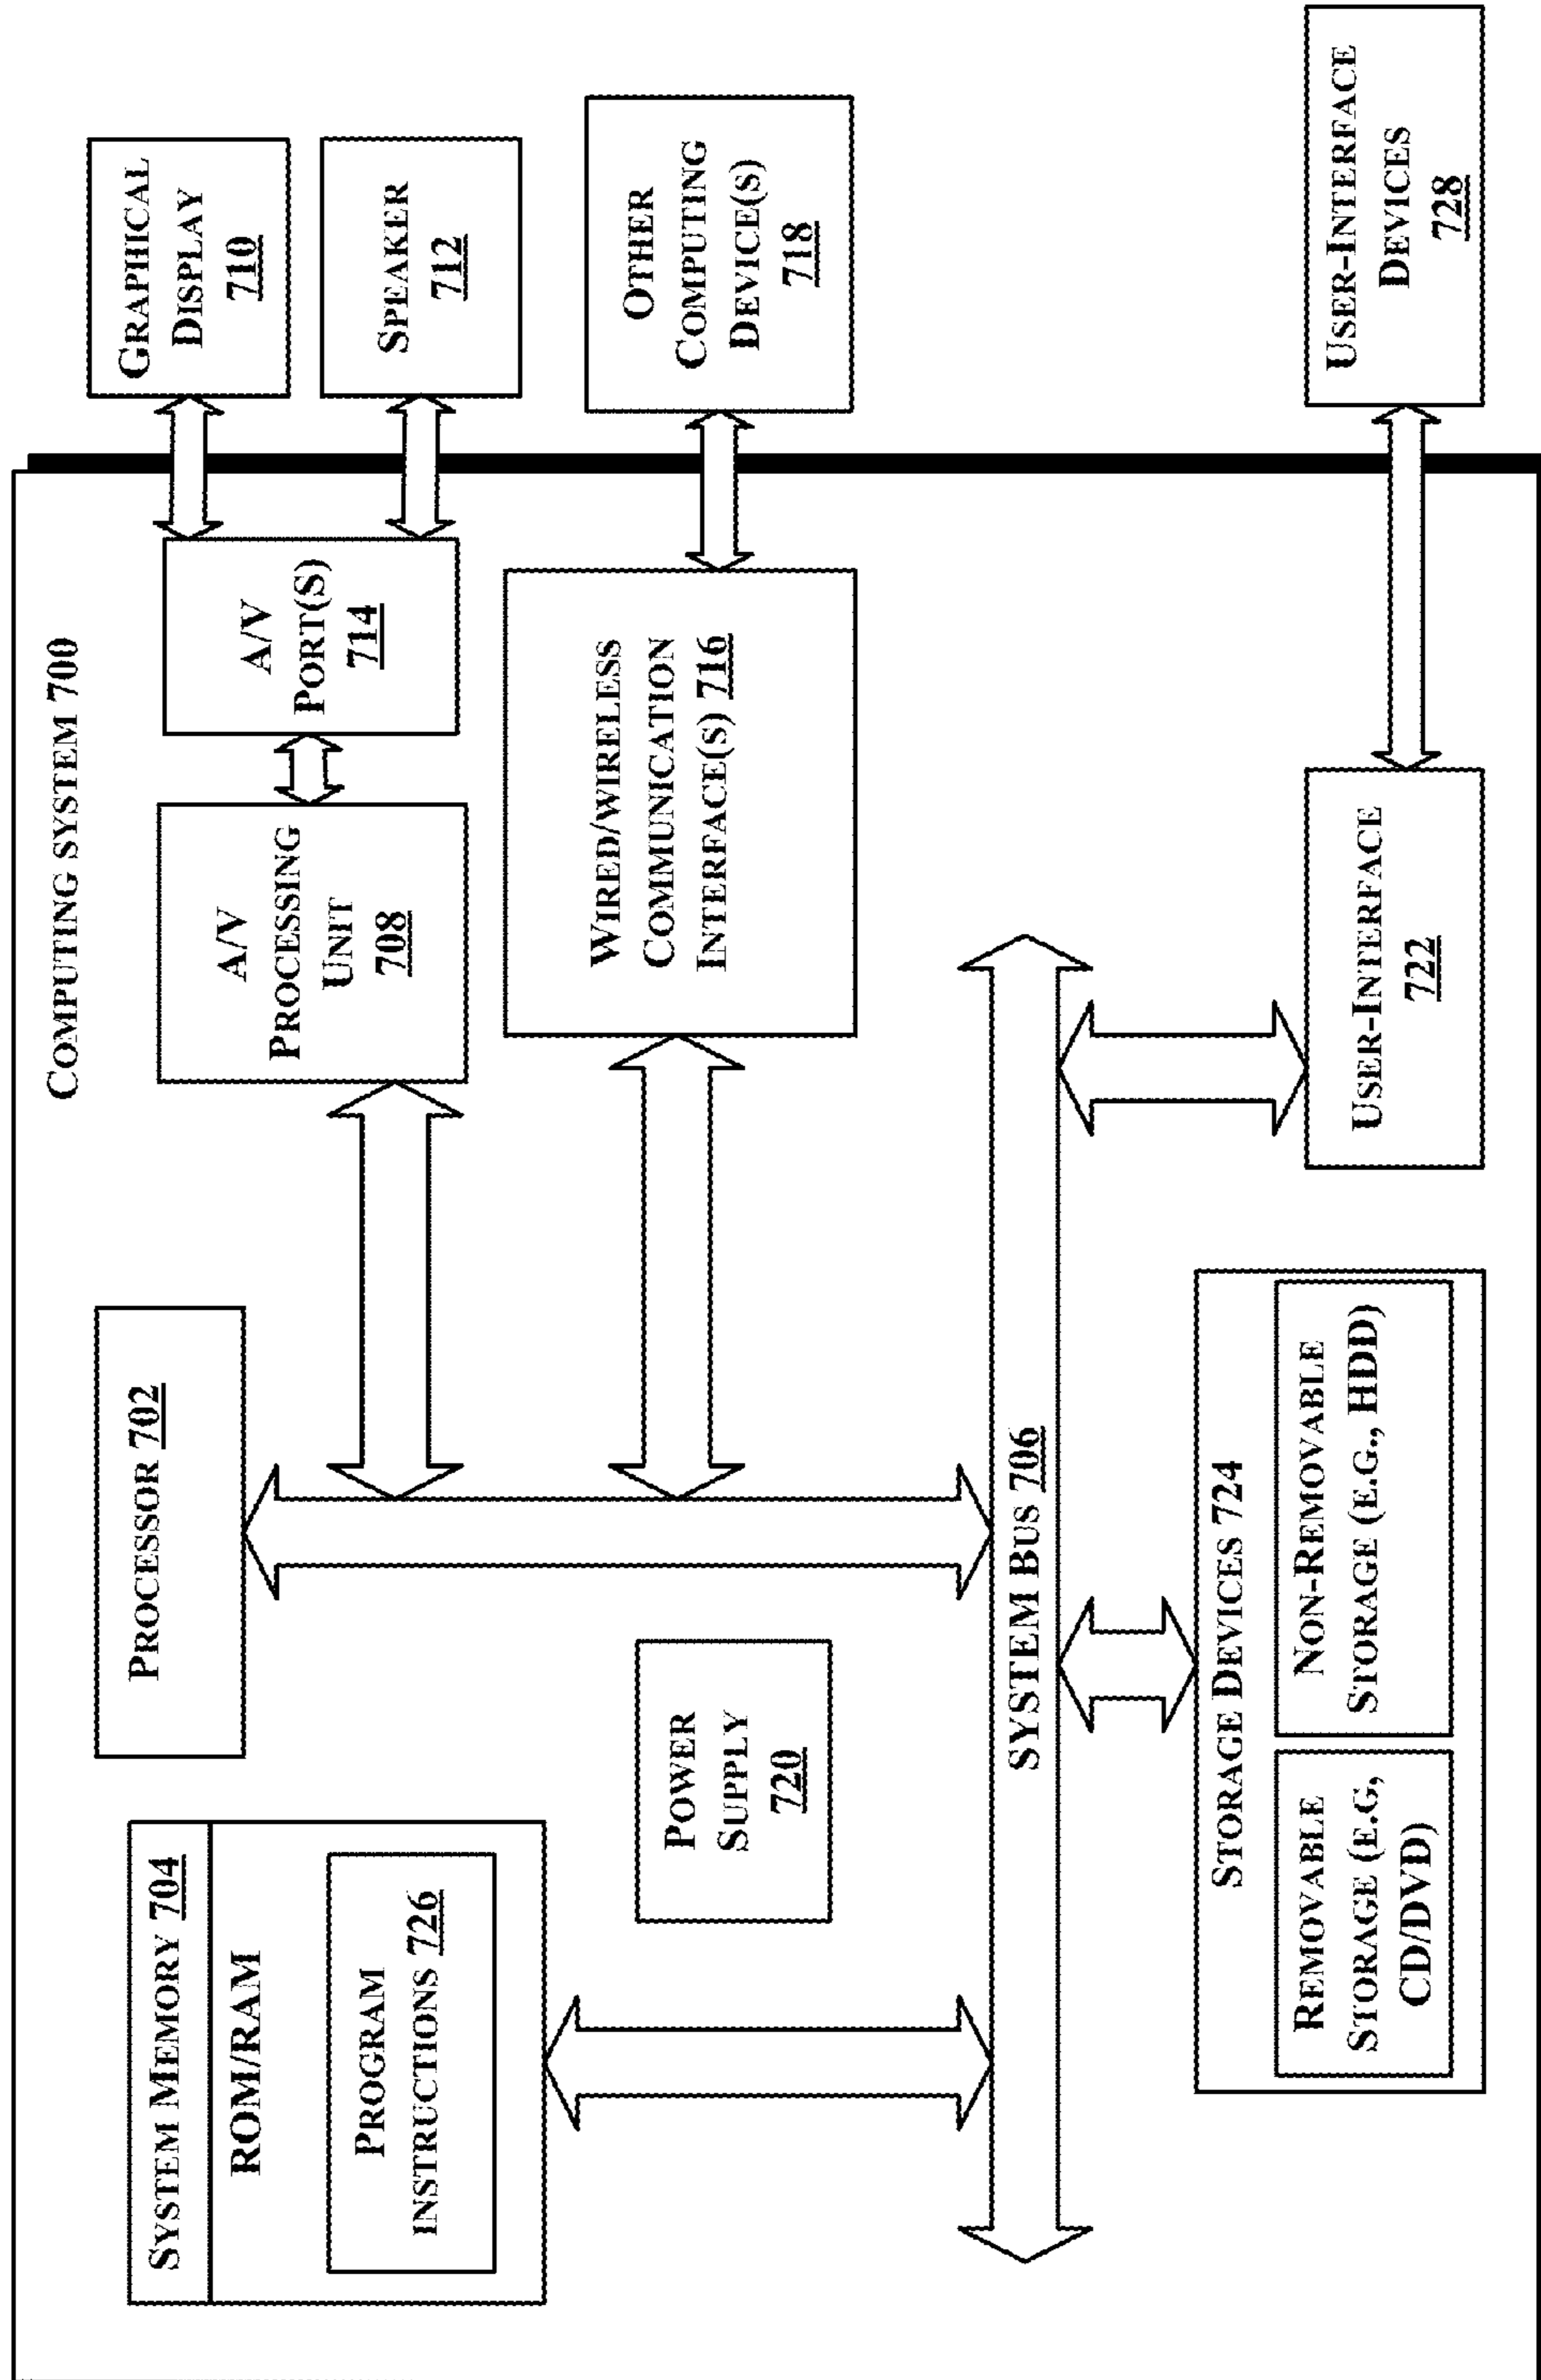 COMPUTING SYSTEM 700
SYSTEM MEMORY 704
ROM/RAM
PROGRAM
INSTRUCTIONS 726
PROCESSOR 702
A/V
PROCESSING
UNIT
708
A/V
PORT(S)
714
GRAPHICAL
DISPLAY
710
SPEAKER
712
WIRED/WIRELESS
COMMUNICATION
INTERFACE(S) 716
OTHER
COMPUTING
DEVICE(S)
718
POWER
SUPPLY
720
SYSTEM BUS 706
STORAGE DEVICES 724
REMOVABLE
STORAGE (E.G,
CD/DVD)
NON-REMOVABLE
STORAGE (E.G., HDD)
USER-INTERFACE
722
USER-INTERFACE
DEVICES
728